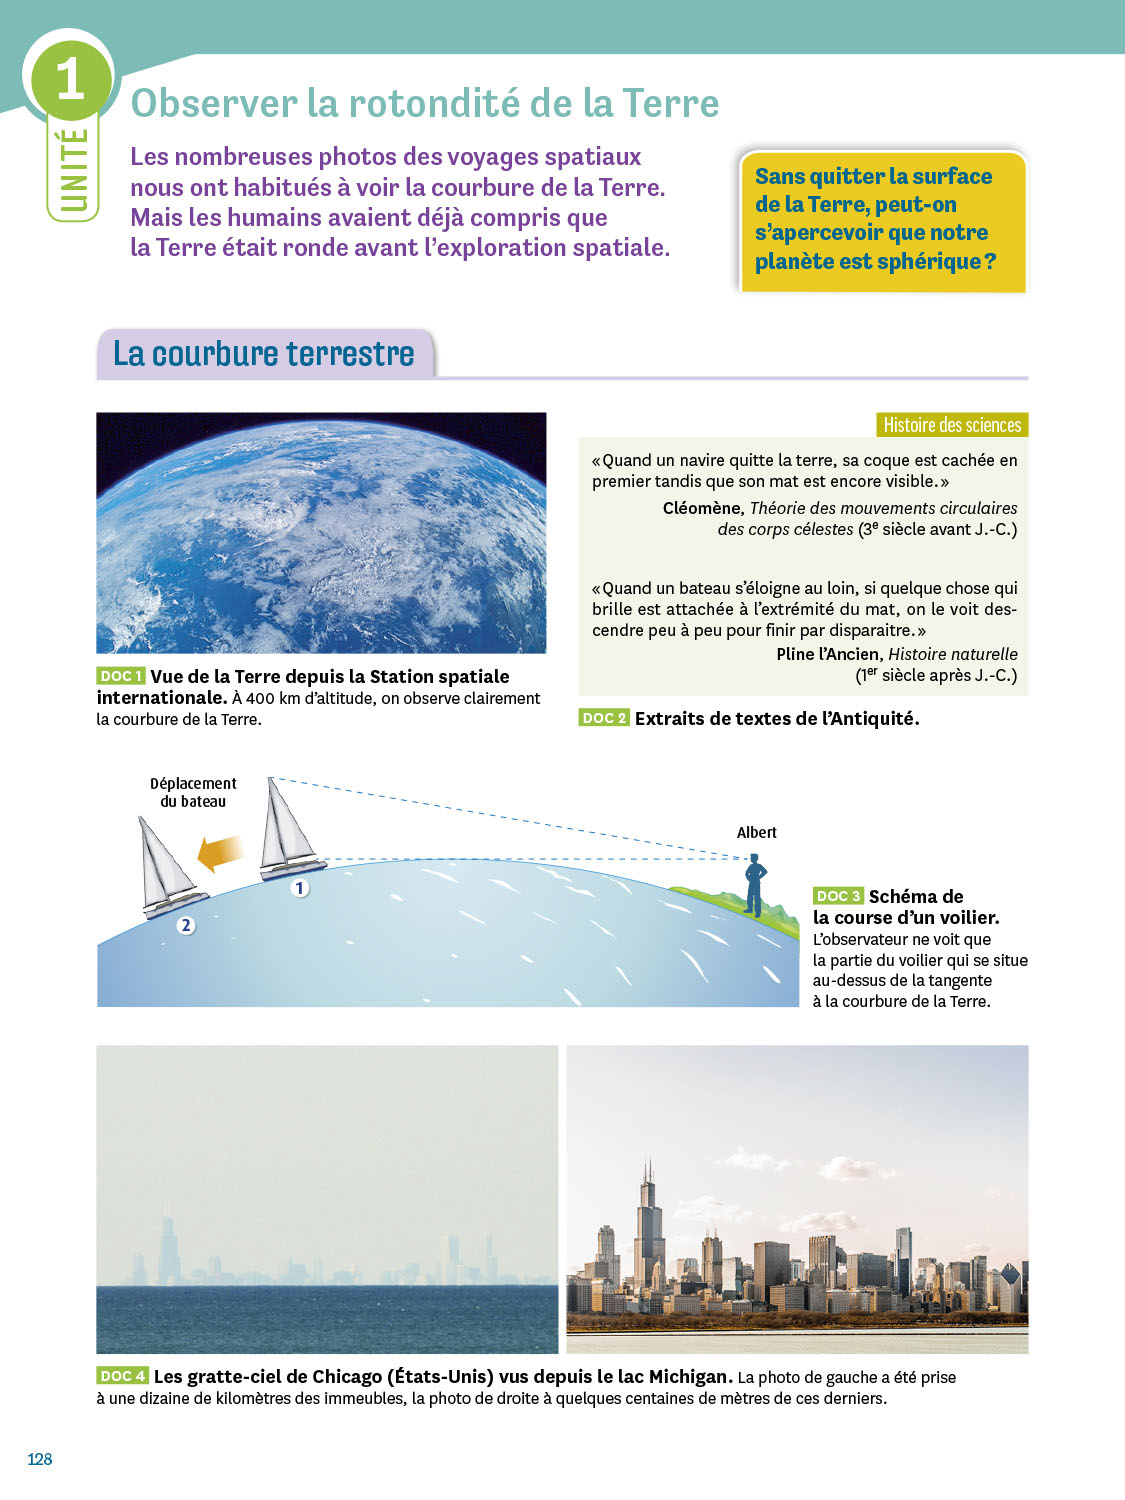 1
UNITÉ
Observer la rotondité de la Terre
Les nombreuses photos des voyages spatiaux
nous ont habitués à voir la courbure de la Terre.
Mais les humains avaient déjà compris que
la Terre était ronde avant l'exploration spatiale.
Sans quitter la surface
de la Terre, peut-on
s'apercevoir que notre
planète est sphérique ?
La courbure terrestre
DOC 1 Vue de la Terre depuis la Station spatiale
internationale. À 400 km d'altitude, on observe clairement
la courbure de la Terre.
Histoire des sciences
« Quand un navire quitte la terre, sa coque est cachée en
premier tandis que son mat est encore visible. »
Cléomène, Théorie des mouvements circulaires
des corps célestes (3e siècle avant J.-C.)
« Quand un bateau s'éloigne au loin, si quelque chose qui
brille est attachée à l'extrémité du mat, on le voit des-
cendre peu à peu pour finir par disparaitre. »
Pline l'Ancien, Histoire naturelle
(1er siècle après J.-C.)
DOC 2 Extraits de textes de l'Antiquité.
Déplacement
du bateau
Albert
1
2
DOC 3 Schéma de
la course d'un voilier.
L'observateur ne voit que
la partie du voilier qui se situe
au-dessus de la tangente
à la courbure de la Terre.
DOC 4 Les gratte-ciel de Chicago (États-Unis) vus depuis le lac Michigan. La photo de gauche a été prise
à une dizaine de kilomètres des immeubles, la photo de droite à quelques centaines de mètres de ces derniers.
128